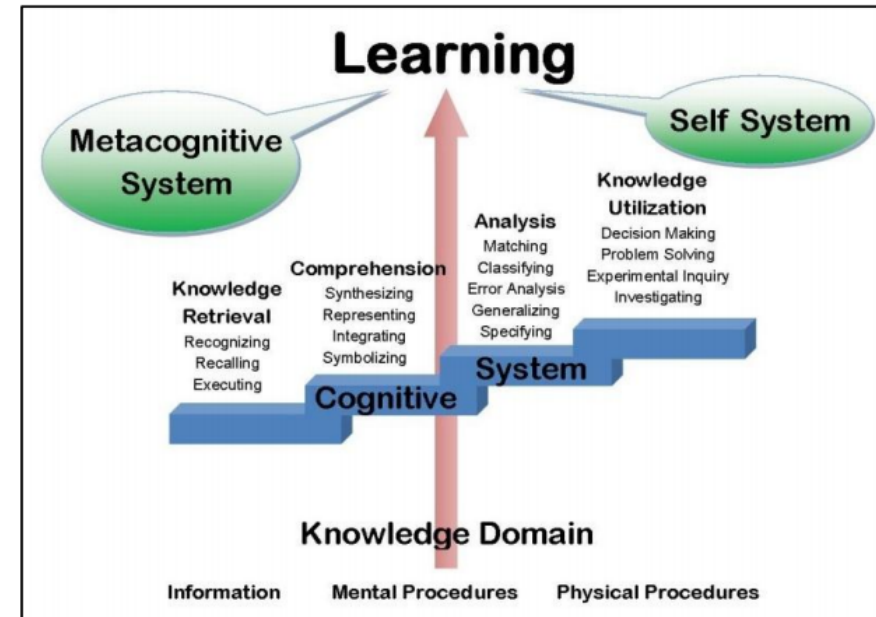 Learning
Metacognitive
System
Self System
Knowledge
Retrieval
Recognizing
Recalling
Executing
Comprehension
Synthesizing
Representing
Integrating
Symbolizing
Analysis
Matching
Classifying
Error Analysis
Generalizing
Specifying
Knowledge
Utilization
Decision Making
Problem Solving
Experimental Inquiry
Investigating
Cognitive System
Knowledge Domain
Information Mental Procedures Physical Procedures